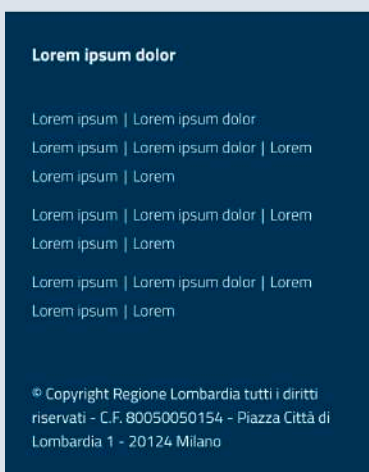 Lorem ipsum dolor
Lorem ipsum | Lorem ipsum dolor
Lorem ipsum | Lorem ipsum dolor | Lorem
Lorem ipsum | Lorem
Lorem ipsum | Lorem ipsum dolor | Lorem
Lorem ipsum | Lorem
Lorem ipsum | Lorem ipsum dolor | Lorem
Lorem ipsum | Lorem
© Copyright Regione Lombardia tutti i diritti
riservati - C.F. 80050050154 - Piazza Città di
Lombardia 1 - 20124 Milano